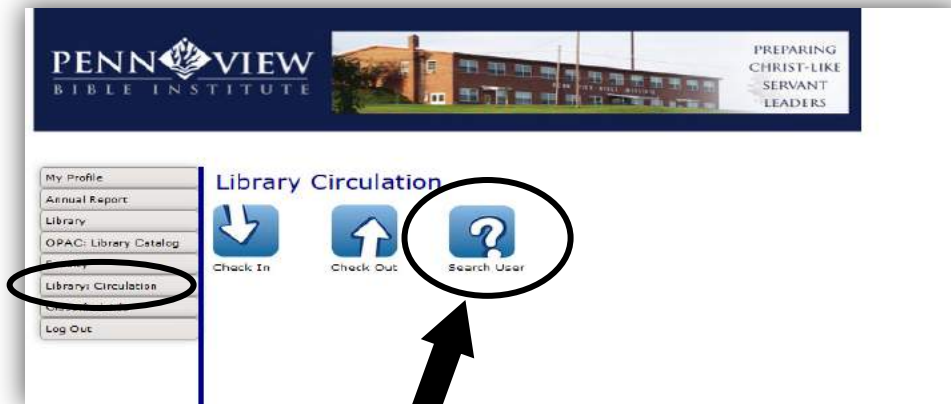 PENN VIEW
BIBLE INSTITUTE
PREPARING
CHRIST-LIKE
SERVANT
LEADERS
My Profile
Annual Report
Library
OPAC: Library Catalog
Library: Circulation
Log Out
Library Circulation
Check In
Check Out
Search User